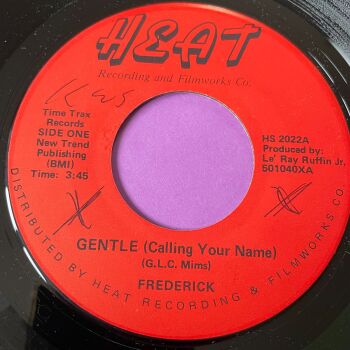 HEAT
Recording and Filmworks Co.
Kws
Time Trax
Records
SIDE ONE
New Trend
Publishing
(BMI)
Time: 3:45
HS 2022A
Produced by:
Le' Ray Ruffin Jr.
501040XA
X
X
GENTLE (Calling Your Name)
(G.L.C. Mims)
FREDERICK
DISTRIBUTED BY HEAT RECORDING & FILMWORKS CO.